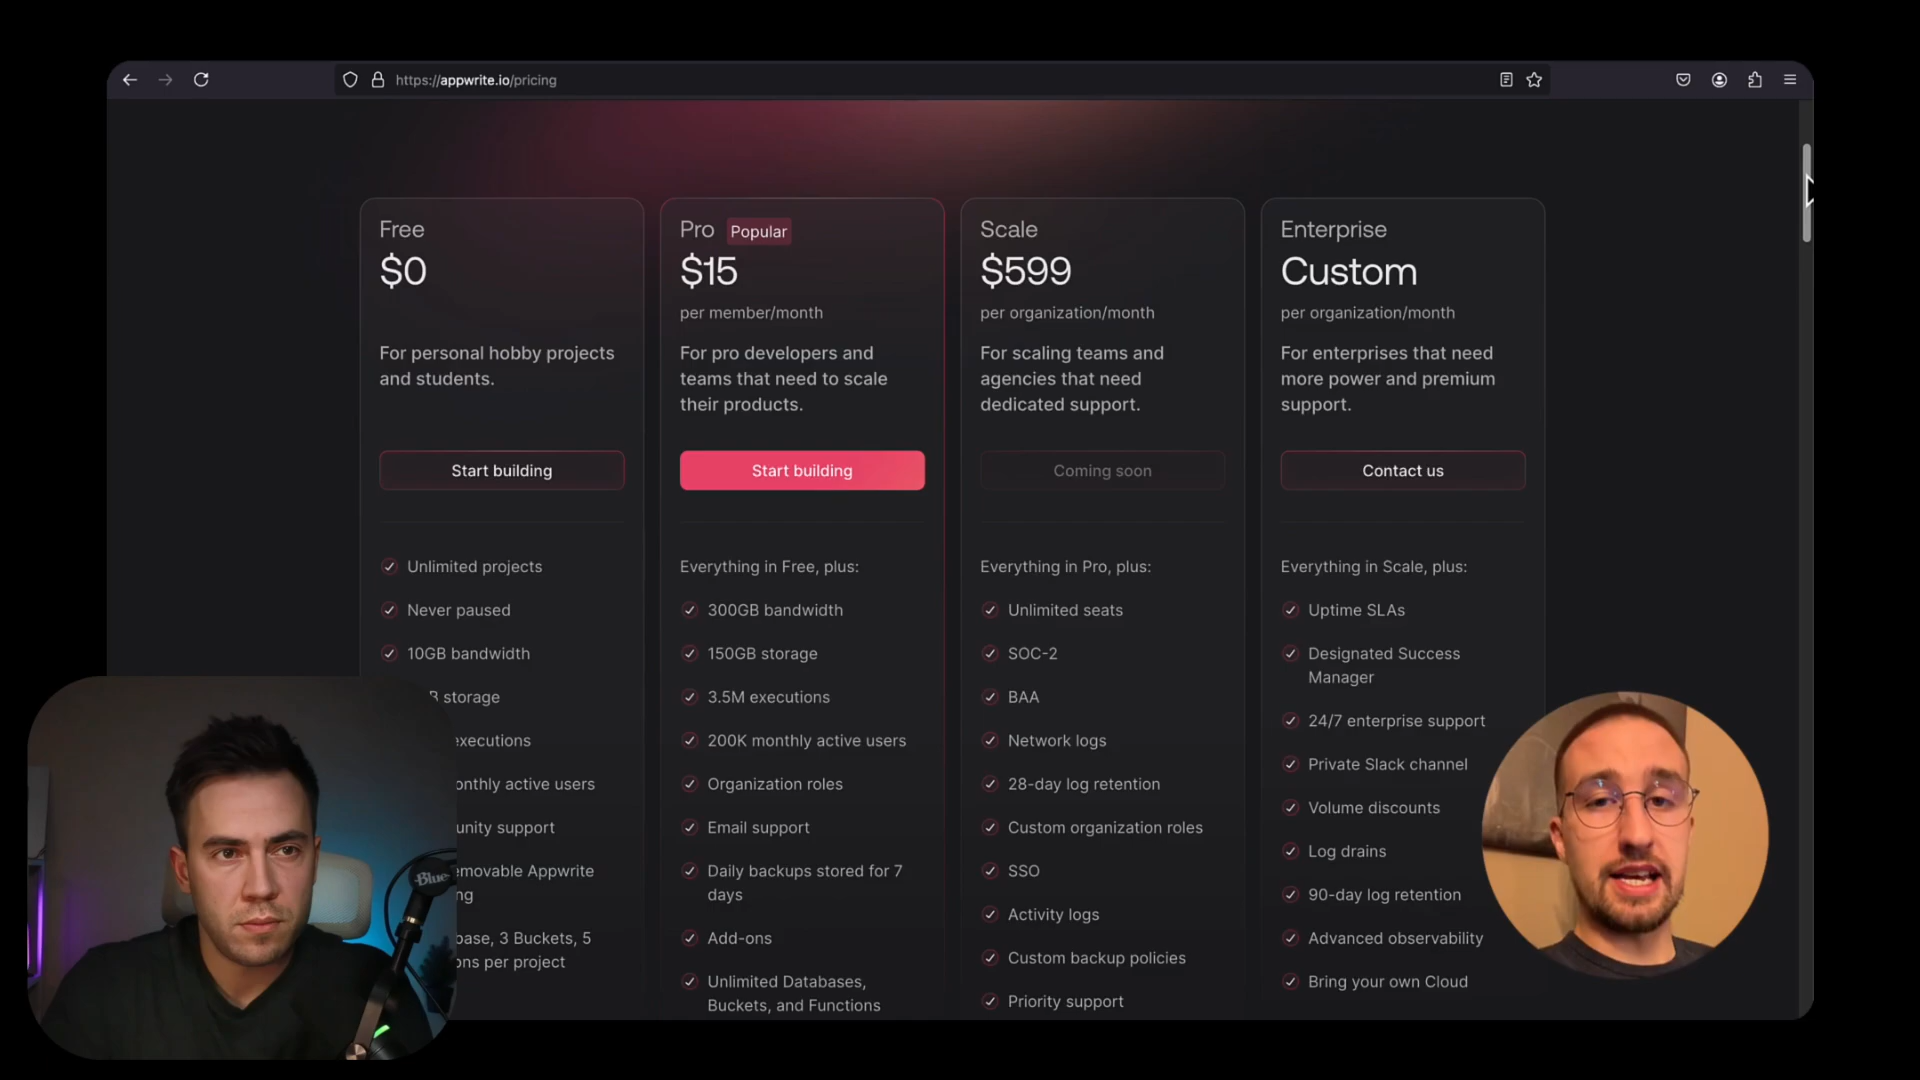 https://appwrite.io/pricing
Free
$0
For personal hobby projects
and students.
Start building
Unlimited projects
Never paused
10GB bandwidth
storage
executions
monthly active users
support
Appwrite
3 Buckets, 5
per project
Pro Popular
$15
per member/month
For pro developers and
teams that need to scale
their products.
Start building
Everything in Free, plus:
300GB bandwidth
150GB storage
3.5M executions
200K monthly active users
Organization roles
Email support
Daily backups stored for 7
days
Add-ons
Unlimited Databases,
Buckets, and Functions
Scale
$599
per organization/month
For scaling teams and
agencies that need
dedicated support.
Coming soon
Everything in Pro, plus:
Unlimited seats
SOC-2
BAA
Network logs
28-day log retention
Custom organization roles
SSO
Activity logs
Custom backup policies
Priority support
Enterprise
Custom
per organization/month
For enterprises that need
more power and premium
support.
Contact us
Everything in Scale, plus:
Uptime SLAs
Designated Success
Manager
24/7 enterprise support
Private Slack channel
Volume discounts
Log drains
90-day log retention
Advanced observability
Bring your own Cloud
Blue